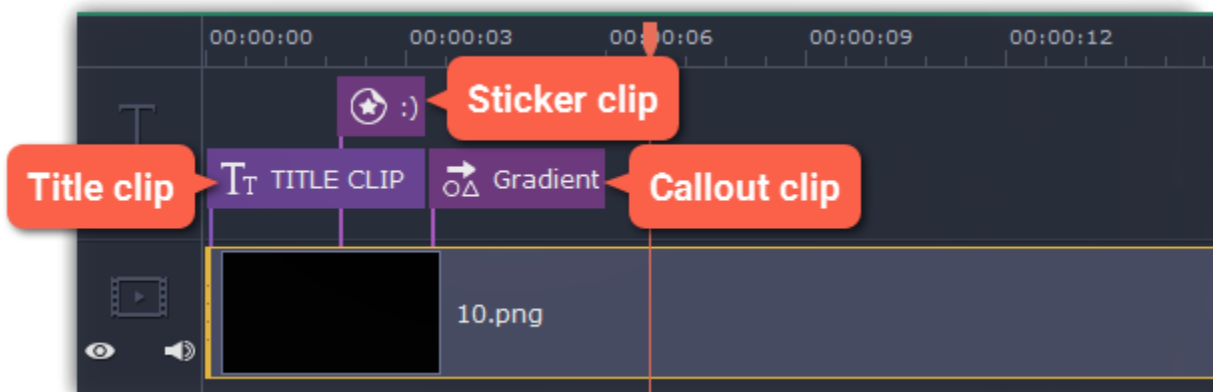 00:00:00 00:00:03 00:00:06 00:00:09 00:00:12
:) Sticker clip
Title clip TT TITLE CLIP Gradient Callout clip
10.png